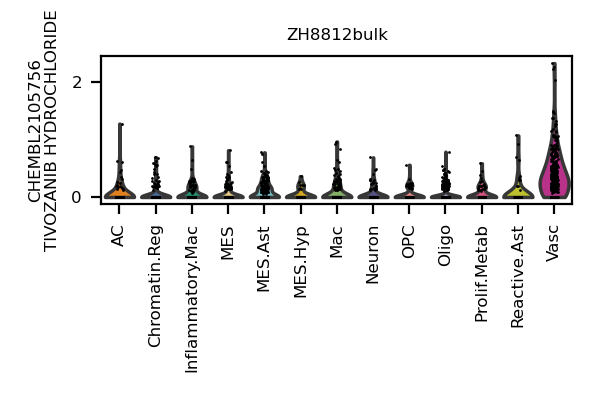 ZH8812bulk
CHEMBL2105756
TIVOZANIB HYDROCHLORIDE
2
0
AC
Chromatin.Reg
Inflammatory.Mac
MES
MES.Ast
MES.Hyp
Mac
Neuron
OPC
Oligo
Prolif.Metab
Reactive.Ast
Vasc